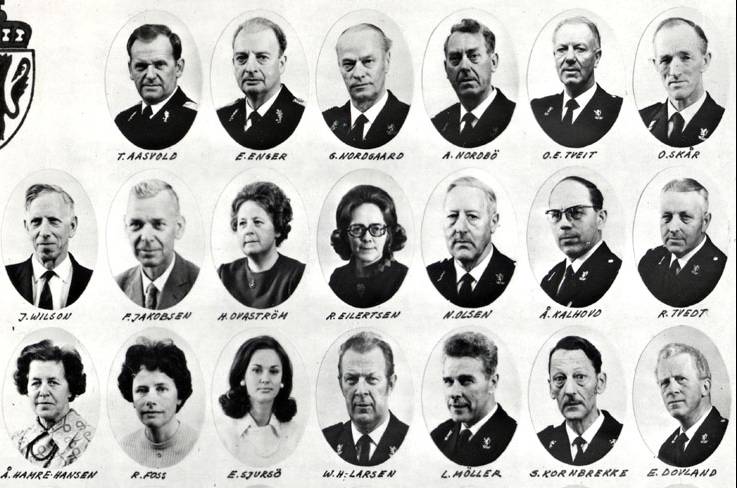 T. AASVOLD E. ENGER G. NORDGAARD A. NORDBÖ O.E. TVEIT O. SKÅR
J. WILSON F. JAKOBSEN H. OVASTRÖM R. EILERTSEN N. OLSEN Å. KALHOVD R. TVEDT
Å. HAMRE-HANSEN R. FOSS E. SJURSÖ W.H. LARSEN L. MÖLLER S. KORNBREKKE E. DOVLAND